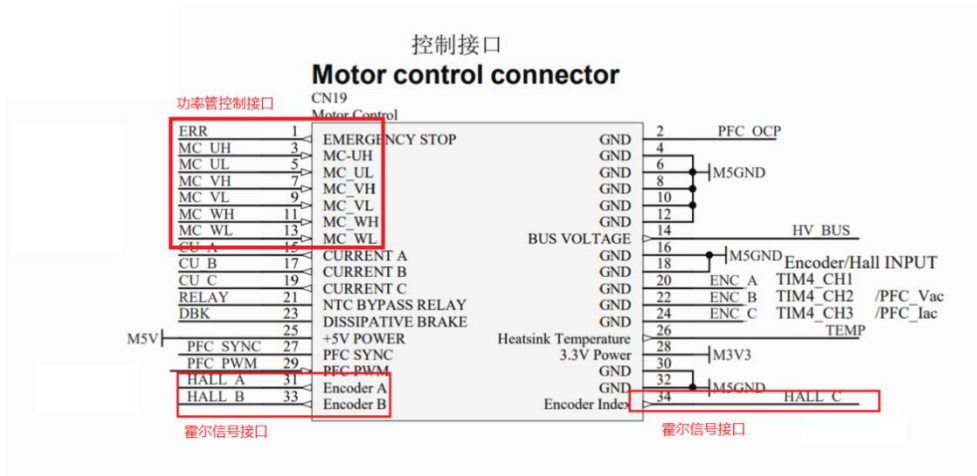 控制接口
Motor control connector
功率管控制接口
CN19
Motor Control
ERR 1 EMERGENCY STOP GND 2 PFC_OCP
MC_UH 3 MC-UH GND 4
MC_UL 5 MC_UL GND 6 M5GND
MC_VH 7 MC_VH GND 8
MC_VL 9 MC_VL GND 10
MC_WH 11 MC_WH GND 12
MC_WL 13 MC_WL BUS VOLTAGE 14 HV_BUS
CU_A 15 CURRENT A GND 16 M5GND
CU_B 17 CURRENT B GND 18 Encoder/Hall INPUT
CU_C 19 CURRENT C GND 20 ENC_A TIM4_CH1
RELAY 21 NTC BYPASS RELAY GND 22 ENC_B TIM4_CH2 /PFC_Vac
DBK 23 DISSIPATIVE BRAKE GND 24 ENC_C TIM4_CH3 /PFC_Iac
M5V 25 +5V POWER Heatsink Temperature 26 TEMP
PFC_SYNC 27 PFC SYNC 3.3V Power 28 M3V3
PFC_PWM 29 PFC PWM GND 30
HALL_A 31 Encoder A GND 32 M5GND
HALL_B 33 Encoder B Encoder Index 34 HALL_C
霍尔信号接口 霍尔信号接口